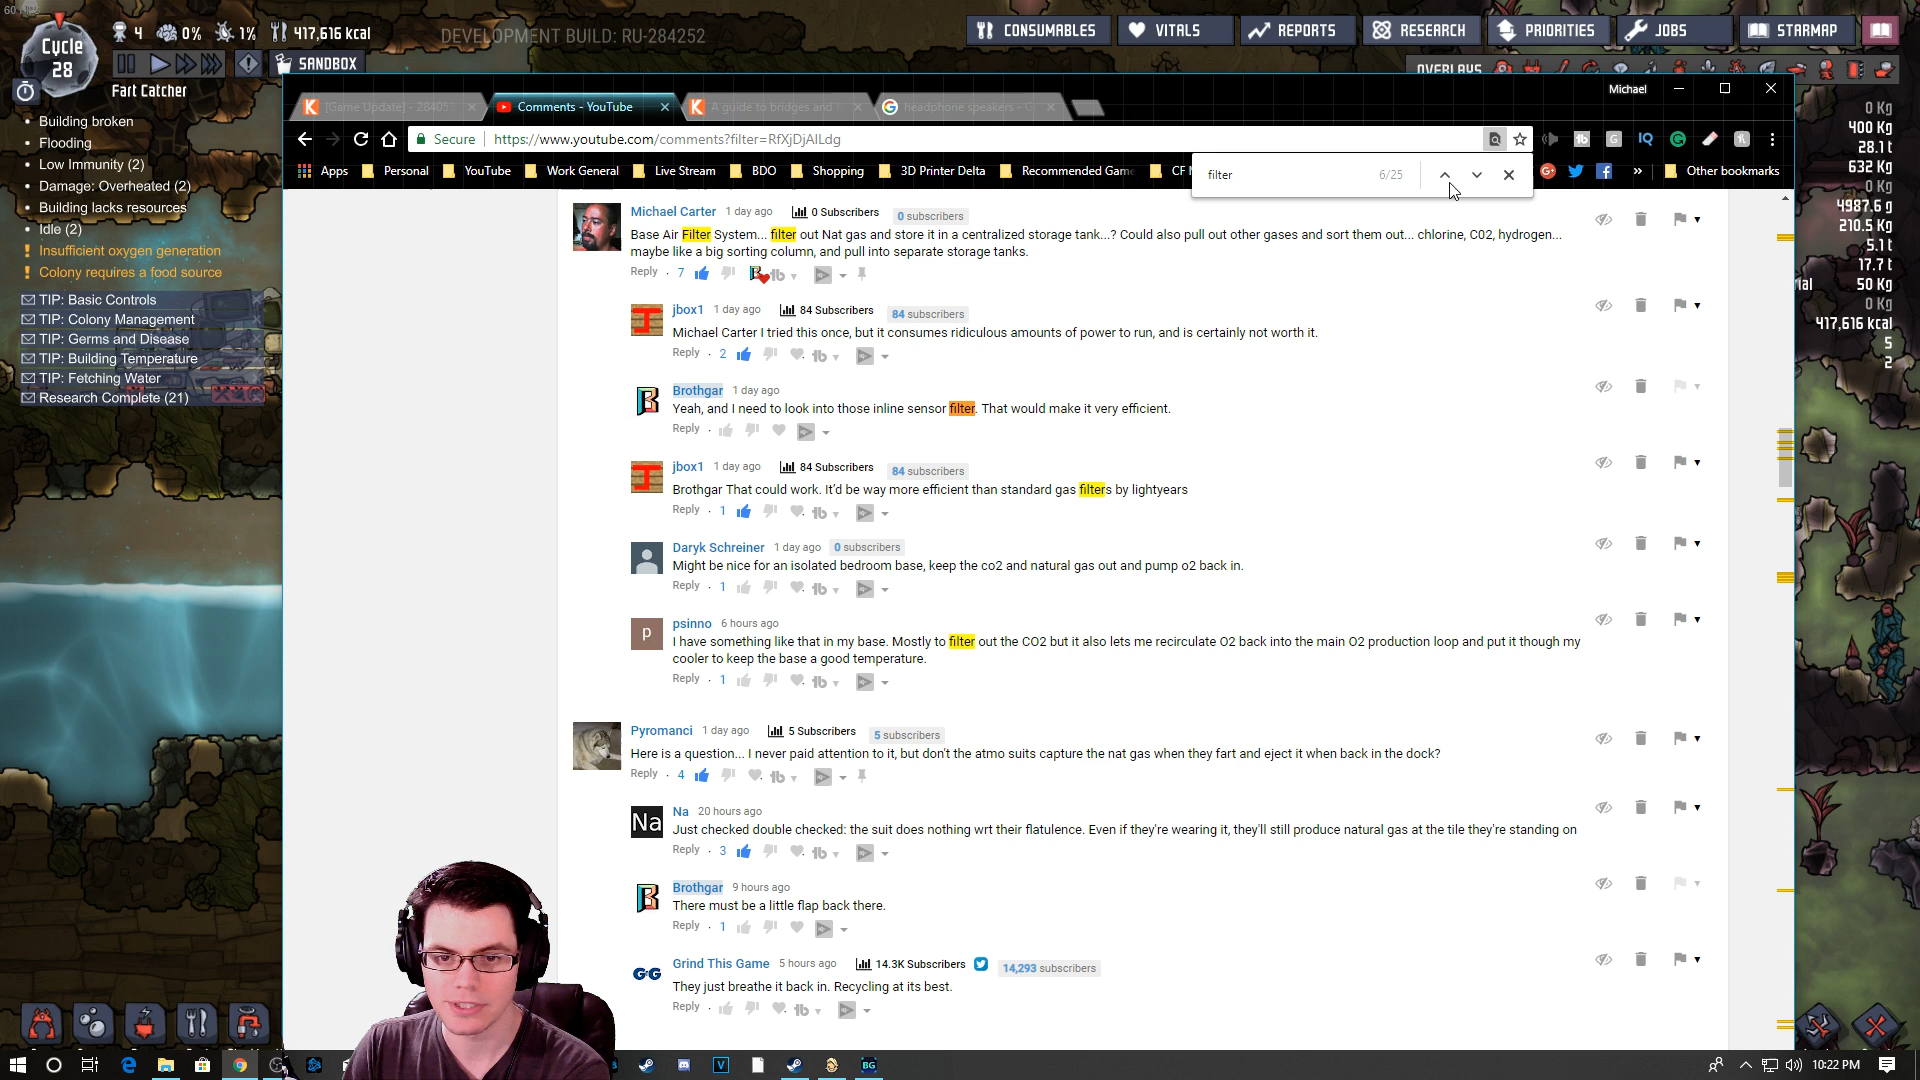 60 FPS
Cycle
28
4 0% 1% 417,616 kcal
DEVELOPMENT BUILD: RU-284252
CONSUMABLES
VITALS
REPORTS
RESEARCH
PRIORITIES
JOBS
STARMAP
SANDBOX
OVERLAYS
Fart Catcher
Building broken
Flooding
Low Immunity (2)
Damage: Overheated (2)
Building lacks resources
Idle (2)
! Insufficient oxygen generation
! Colony requires a food source
TIP: Basic Controls
TIP: Colony Management
TIP: Germs and Disease
TIP: Building Temperature
TIP: Fetching Water
Research Complete (21)
Michael
[Game Update] - 28405
Comments - YouTube
A guide to bridges and
headphone speakers - G
Secure
https://www.youtube.com/comments?filter=RfXjDjAlLdg
Apps
Personal
YouTube
Work General
Live Stream
BDO
Shopping
3D Printer Delta
Recommended Gam
CF
Other bookmarks
filter
6/25
Michael Carter 1 day ago 0 Subscribers 0 subscribers
Base Air Filter System... filter out Nat gas and store it in a centralized storage tank...? Could also pull out other gases and sort them out... chlorine, C02, hydrogen...
maybe like a big sorting column, and pull into separate storage tanks.
Reply · 7
jbox1 1 day ago 84 Subscribers 84 subscribers
Michael Carter I tried this once, but it consumes ridiculous amounts of power to run, and is certainly not worth it.
Reply · 2
Brothgar 1 day ago
Yeah, and I need to look into those inline sensor filter. That would make it very efficient.
Reply ·
jbox1 1 day ago 84 Subscribers 84 subscribers
Brothgar That could work. It'd be way more efficient than standard gas filters by lightyears
Reply · 1
Daryk Schreiner 1 day ago 0 subscribers
Might be nice for an isolated bedroom base, keep the co2 and natural gas out and pump o2 back in.
Reply · 1
p
psinno 6 hours ago
I have something like that in my base. Mostly to filter out the CO2 but it also lets me recirculate O2 back into the main O2 production loop and put it though my
cooler to keep the base a good temperature.
Reply · 1
Pyromanci 1 day ago 5 Subscribers 5 subscribers
Here is a question... I never paid attention to it, but don't the atmo suits capture the nat gas when they fart and eject it when back in the dock?
Reply · 4
Na
Na 20 hours ago
Just checked double checked: the suit does nothing wrt their flatulence. Even if they're wearing it, they'll still produce natural gas at the tile they're standing on
Reply · 3
Brothgar 9 hours ago
There must be a little flap back there.
Reply · 1
GG
Grind This Game 5 hours ago 14.3K Subscribers 14,293 subscribers
They just breathe it back in. Recycling at its best.
Reply ·
0 Kg
400 Kg
28.1 t
632 Kg
0 Kg
4987.6 g
210.5 Kg
5.1 t
17.7 t
50 Kg
0 Kg
417,616 kcal
5
2
10:22 PM